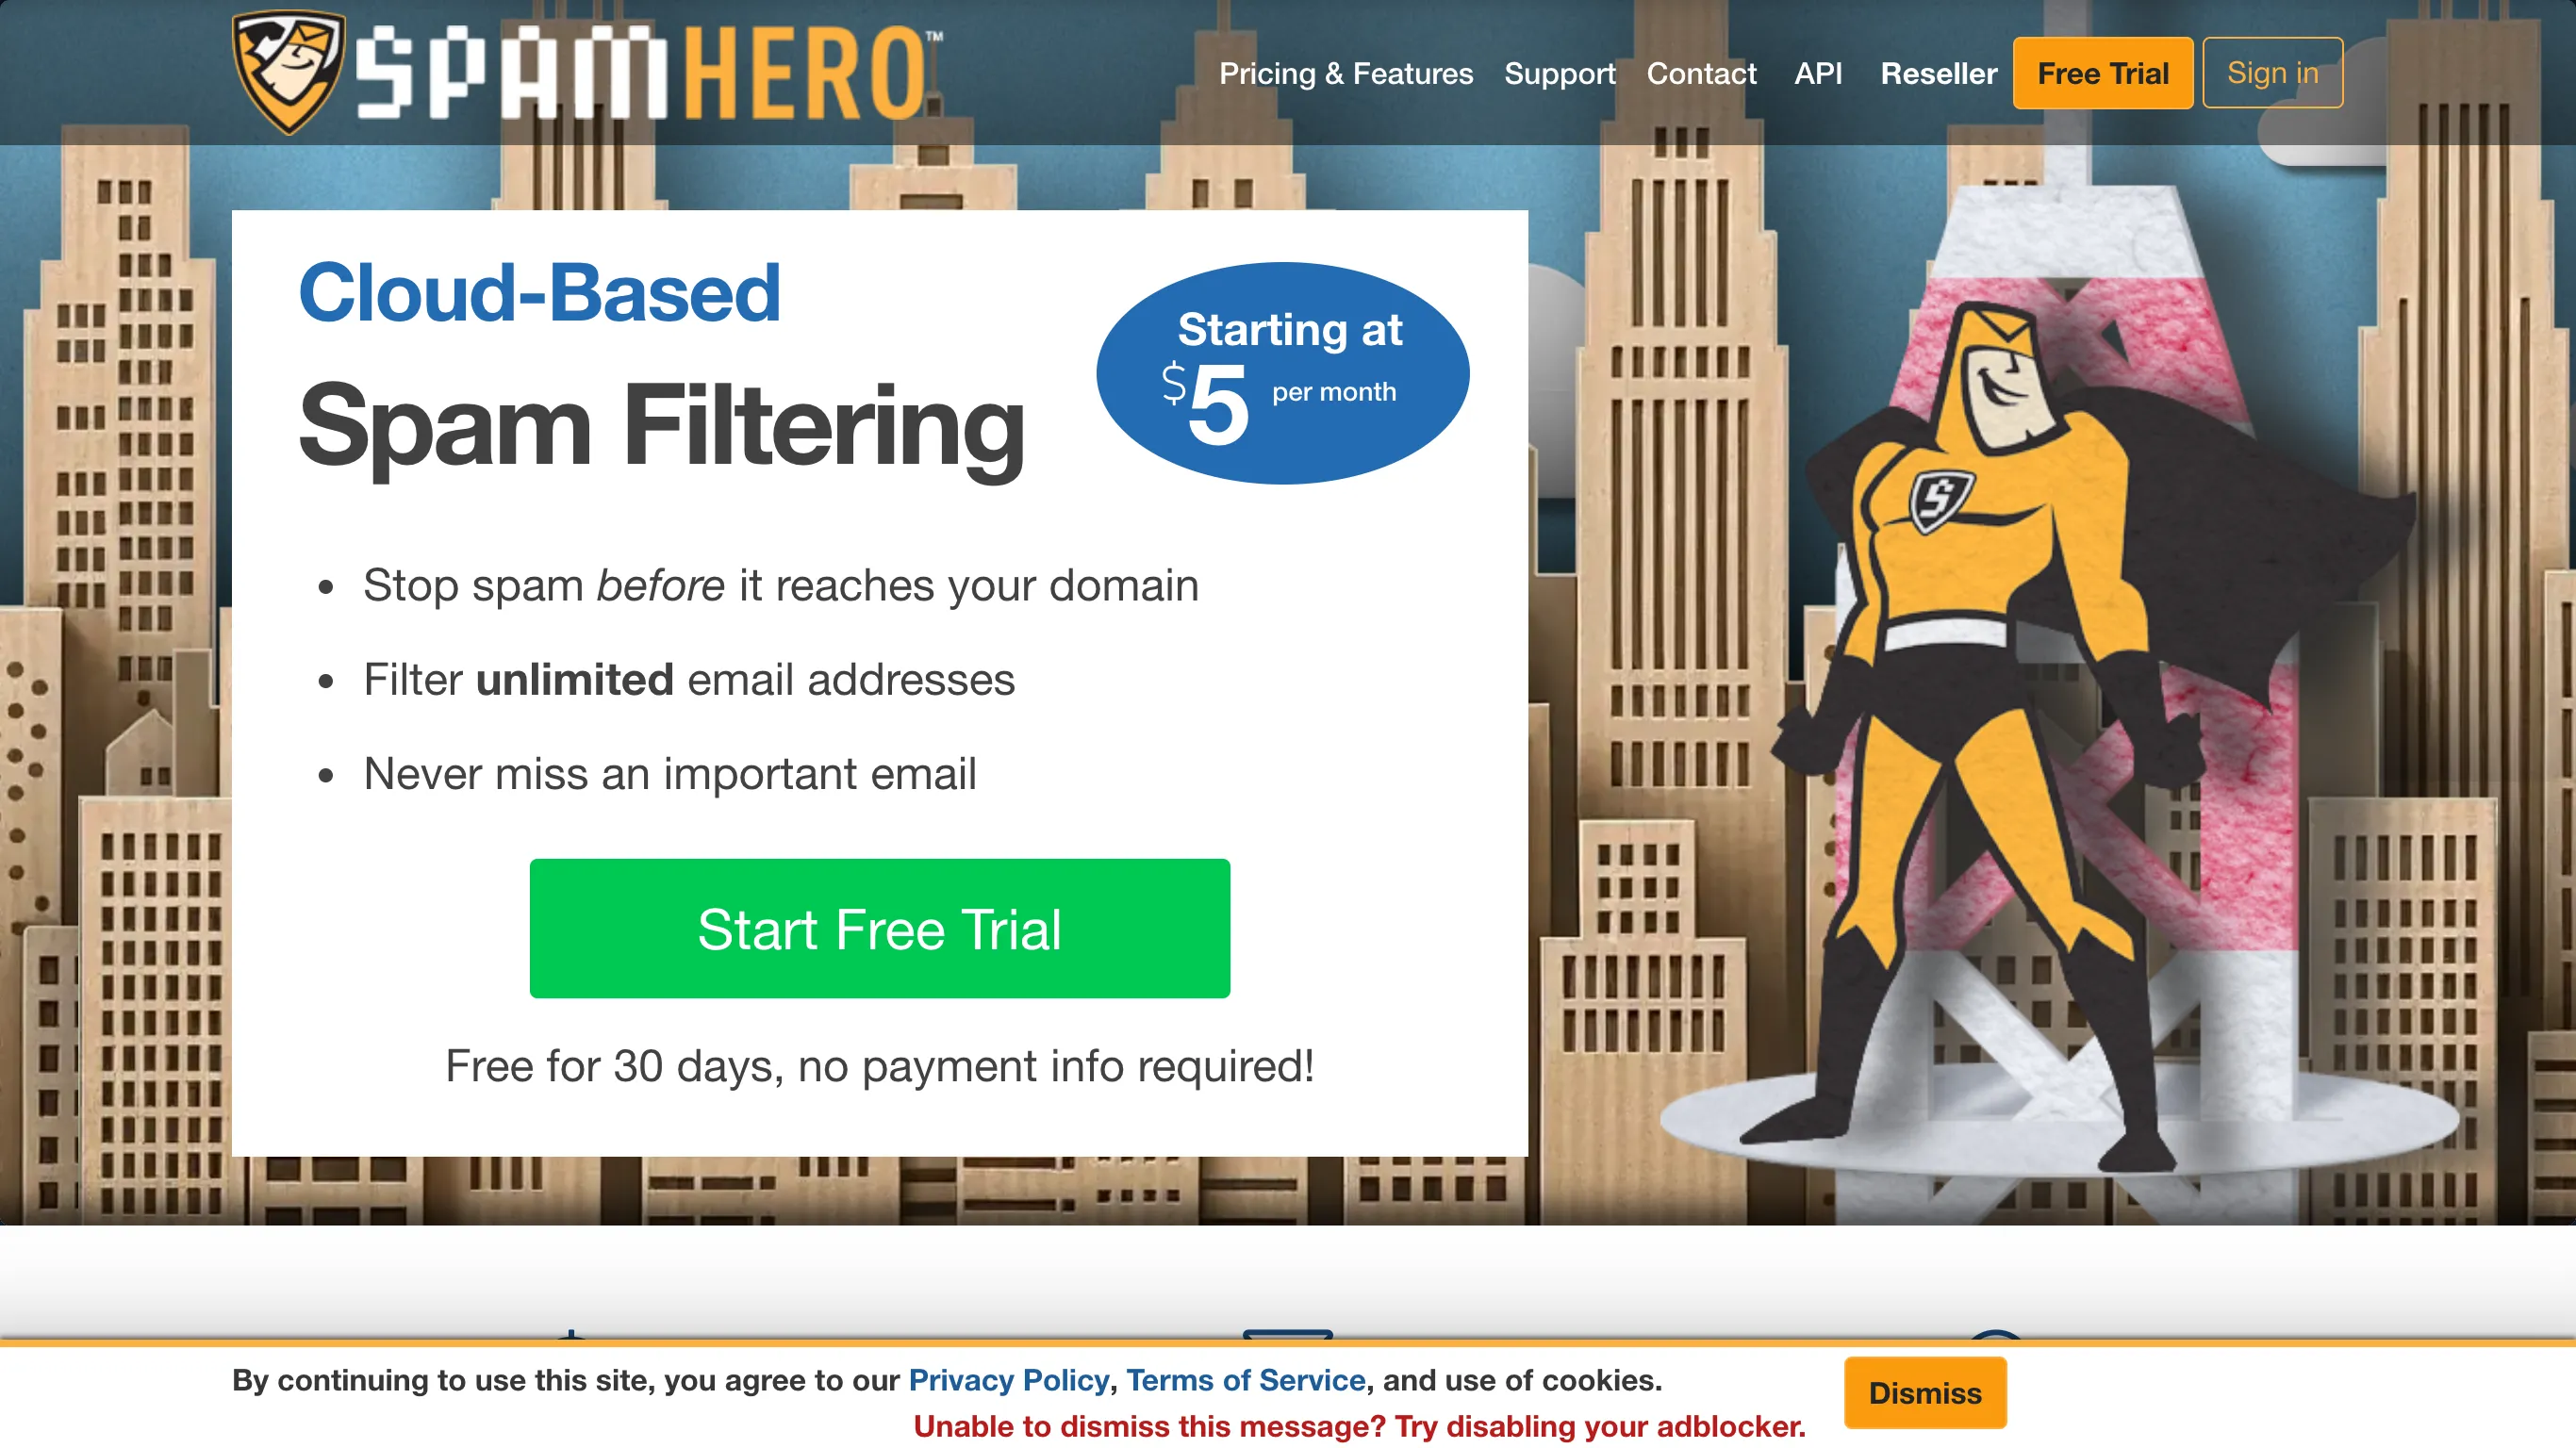 SPAMHERO™
Pricing & Features
Support
Contact
API
Reseller
Free Trial
Sign in
Cloud-Based
Spam Filtering
Starting at
$5 per month
• Stop spam before it reaches your domain
• Filter unlimited email addresses
• Never miss an important email
Start Free Trial
Free for 30 days, no payment info required!
S
By continuing to use this site, you agree to our Privacy Policy, Terms of Service, and use of cookies.
Unable to dismiss this message? Try disabling your adblocker.
Dismiss